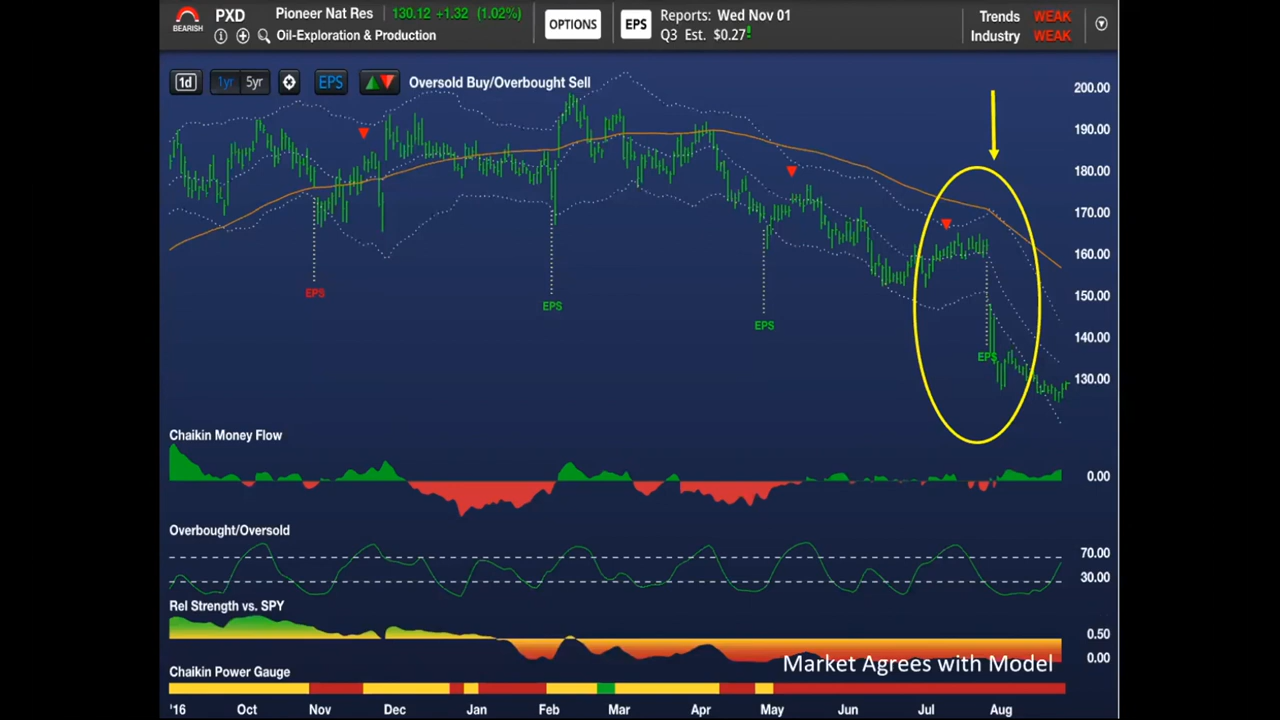 PXD Pioneer Nat Res 130.12 +1.32 (1.02%) OPTIONS EPS Reports: Wed Nov 01 Trends WEAK
BEARISH Oil-Exploration & Production Q3 Est. $0.27! Industry WEAK
1d 1yr 5yr EPS Oversold Buy/Overbought Sell
200.00
190.00
180.00
170.00
160.00
150.00
140.00
130.00
EPS
EPS
EPS
EPS
Chaikin Money Flow
0.00
Overbought/Oversold
70.00
30.00
Rel Strength vs. SPY
0.50
0.00
Market Agrees with Model
Chaikin Power Gauge
'16 Oct Nov Dec Jan Feb Mar Apr May Jun Jul Aug